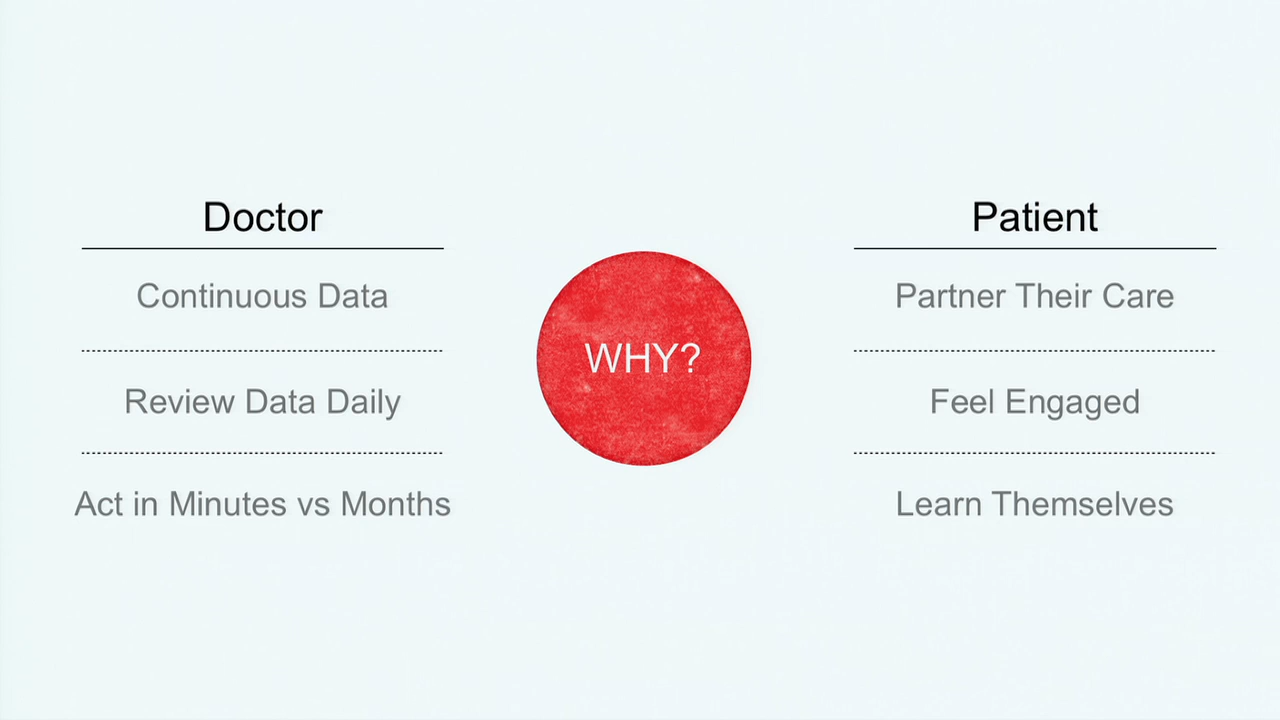 Doctor
Continuous Data
Review Data Daily
Act in Minutes vs Months
WHY?
Patient
Partner Their Care
Feel Engaged
Learn Themselves